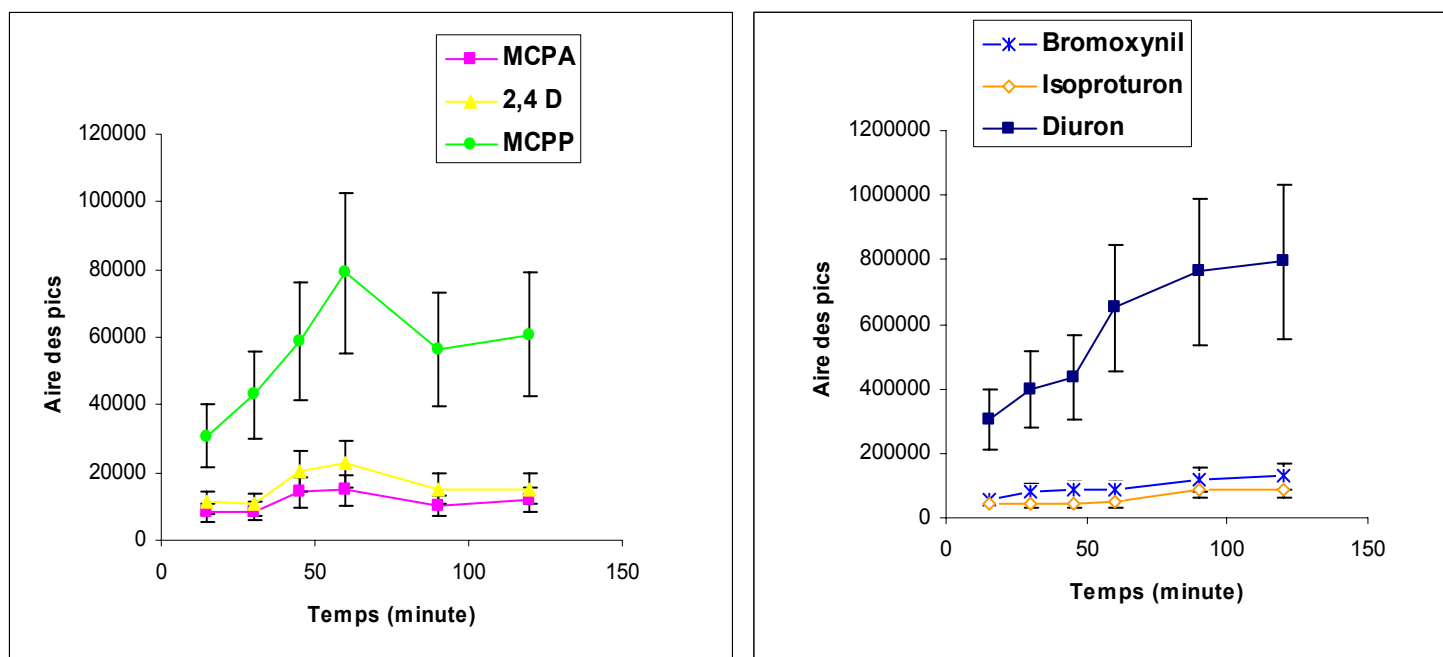 MCPA
2,4 D
MCPP
120000
100000
80000
60000
40000
20000
0
0 50 100 150
Aire des pics
Temps (minute)
Bromoxynil
Isoproturon
Diuron
1200000
1000000
800000
600000
400000
200000
0
0 50 100 150
Aire des pics
Temps (minute)